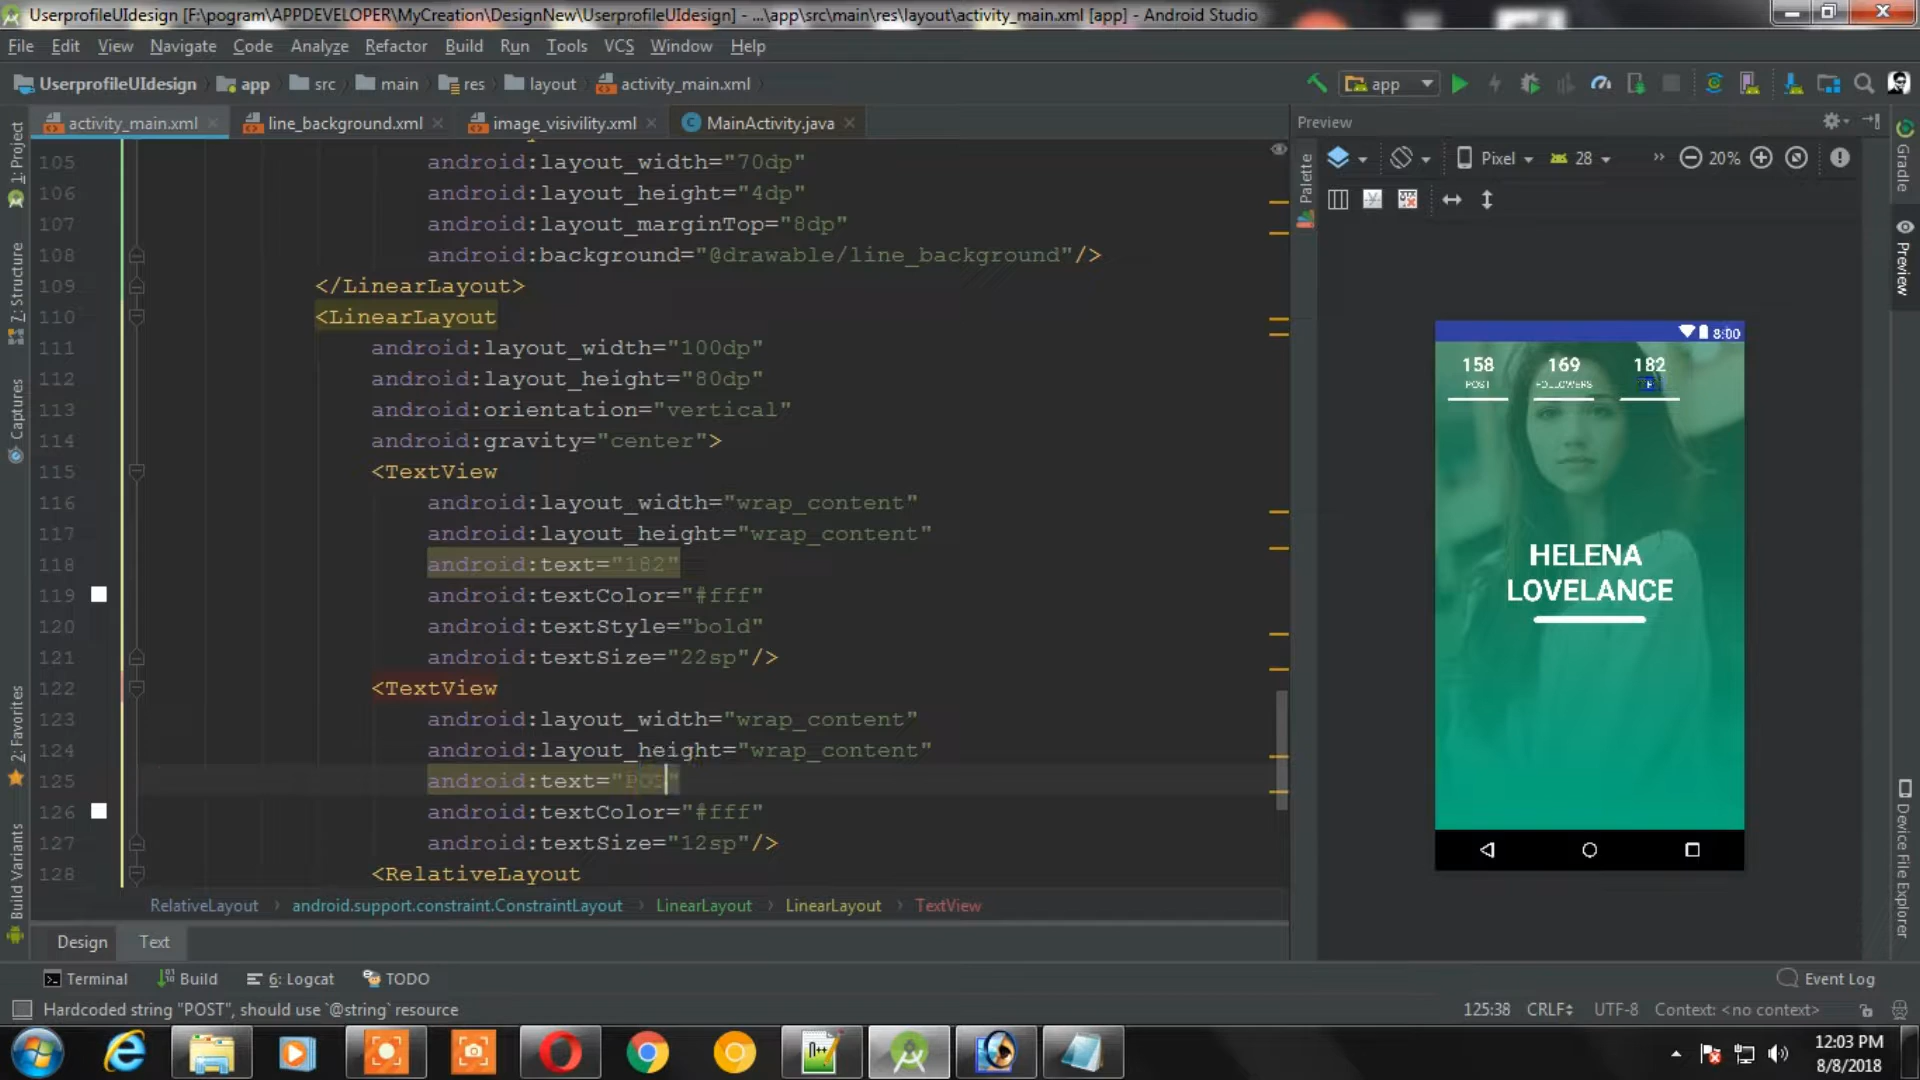 UserprofileUIdesign [F:\pogram\APPDEVELOPER\MyCreation\DesignNew\UserprofileUIdesign] - ...\app\src\main\res\layout\activity_main.xml [app] - Android Studio
File Edit View Navigate Code Analyze Refactor Build Run Tools VCS Window Help
UserprofileUIdesign app src main res layout activity_main.xml app
activity_main.xml line_background.xml image_visivility.xml MainActivity.java
Preview
Pixel 28 20%
105 android:layout_width="70dp"
106 android:layout_height="4dp"
107 android:layout_marginTop="8dp"
108 android:background="@drawable/line_background"/>
109 </LinearLayout>
110 <LinearLayout
111 android:layout_width="100dp"
112 android:layout_height="80dp"
113 android:orientation="vertical"
114 android:gravity="center">
115 <TextView
116 android:layout_width="wrap_content"
117 android:layout_height="wrap_content"
118 android:text="182"
119 android:textColor="#fff"
120 android:textStyle="bold"
121 android:textSize="22sp"/>
122 <TextView
123 android:layout_width="wrap_content"
124 android:layout_height="wrap_content"
125 android:text="
126 android:textColor="#fff"
127 android:textSize="12sp"/>
128 <RelativeLayout
RelativeLayout android.support.constraint.ConstraintLayout LinearLayout LinearLayout TextView
Design Text
1: Project
7: Structure
Captures
2: Favorites
Build Variants
Palette
Gradle
Preview
Device File Explorer
8:00
158 169 182
POST FOLLOWERS
HELENA
LOVELANCE
Terminal Build 6: Logcat TODO Event Log
Hardcoded string "POST", should use `@string` resource 125:38 CRLF UTF-8 Context: <no context>
12:03 PM
8/8/2018